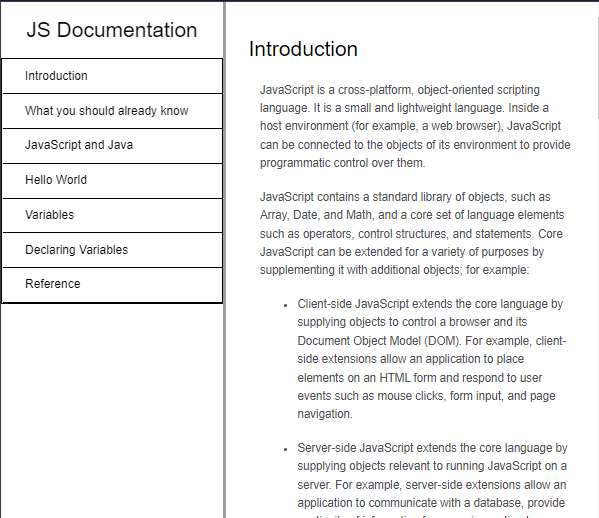 JS Documentation
Introduction
What you should already know
JavaScript and Java
Hello World
Variables
Declaring Variables
Reference
Introduction
JavaScript is a cross-platform, object-oriented scripting
language. It is a small and lightweight language. Inside a
host environment (for example, a web browser), JavaScript
can be connected to the objects of its environment to provide
programmatic control over them.
JavaScript contains a standard library of objects, such as
Array, Date, and Math, and a core set of language elements
such as operators, control structures, and statements. Core
JavaScript can be extended for a variety of purposes by
supplementing it with additional objects; for example:
• Client-side JavaScript extends the core language by
supplying objects to control a browser and its
Document Object Model (DOM). For example, client-
side extensions allow an application to place
elements on an HTML form and respond to user
events such as mouse clicks, form input, and page
navigation.
• Server-side JavaScript extends the core language by
supplying objects relevant to running JavaScript on a
server. For example, server-side extensions allow an
application to communicate with a database, provide